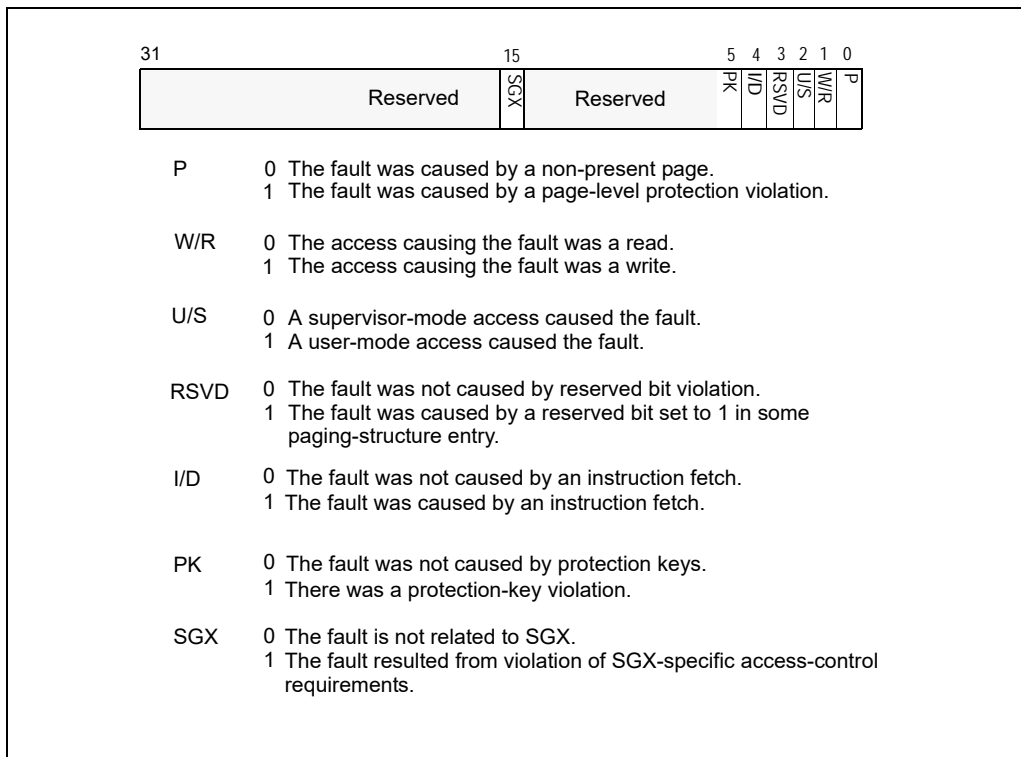 31 15 5 4 3 2 1 0
Reserved SGX Reserved PK I/D RSVD U/S W/R P
P 0 The fault was caused by a non-present page.
1 The fault was caused by a page-level protection violation.
W/R 0 The access causing the fault was a read.
1 The access causing the fault was a write.
U/S 0 A supervisor-mode access caused the fault.
1 A user-mode access caused the fault.
RSVD 0 The fault was not caused by reserved bit violation.
1 The fault was caused by a reserved bit set to 1 in some
paging-structure entry.
I/D 0 The fault was not caused by an instruction fetch.
1 The fault was caused by an instruction fetch.
PK 0 The fault was not caused by protection keys.
1 There was a protection-key violation.
SGX 0 The fault is not related to SGX.
1 The fault resulted from violation of SGX-specific access-control
requirements.